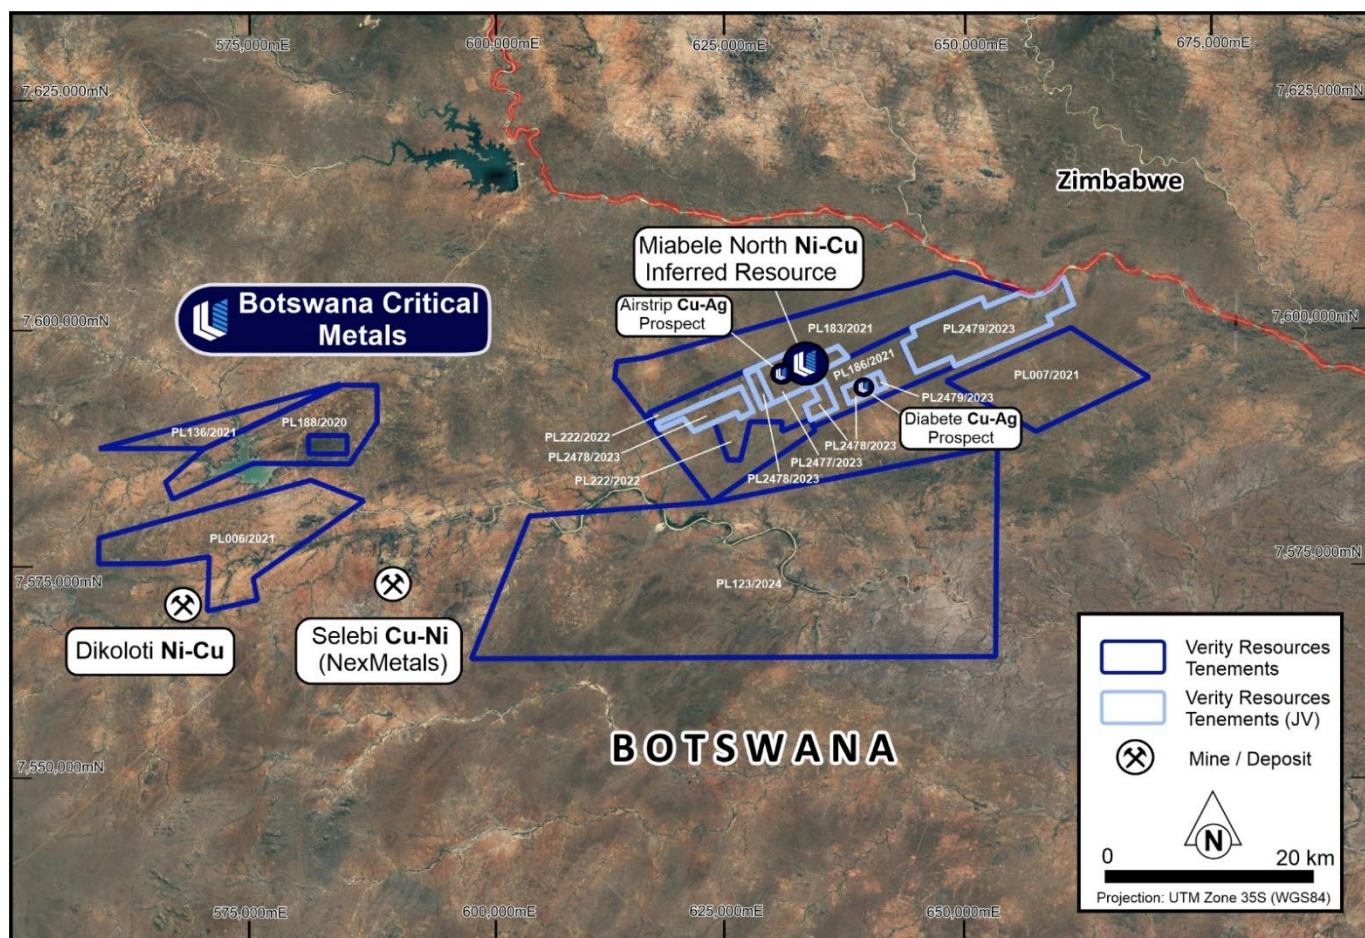 575,000mE
600,000mE
625,000mE
650,000mE
675,000mE
7,625,000mN
7,625,000mN
Zimbabwe
Miabele North Ni-Cu
Inferred Resource
Botswana Critical
Metals
Airstrip Cu-Ag
Prospect
7,600,000mN
7,600,000mN
PL183/2021
PL2479/2023
PL186/2021
PL007/2021
PL2479/2023
PL188/2020
PL136/2021
Diabete Cu-Ag
Prospect
PL222/2022
PL2478/2023
PL2478/2023
PL2477/2023
PL222/2022
PL2478/2023
PL006/2021
7,575,000mN
7,575,000mN
PL123/2024
Dikoloti Ni-Cu
Selebi Cu-Ni
(NexMetals)
BOTSWANA
7,550,000mN
Verity Resources
Tenements
Verity Resources
Tenements (JV)
Mine / Deposit
N
0
20 km
Projection: UTM Zone 35S (WGS84)
575,000mE
600,000mE
625,000mE
650,000mE